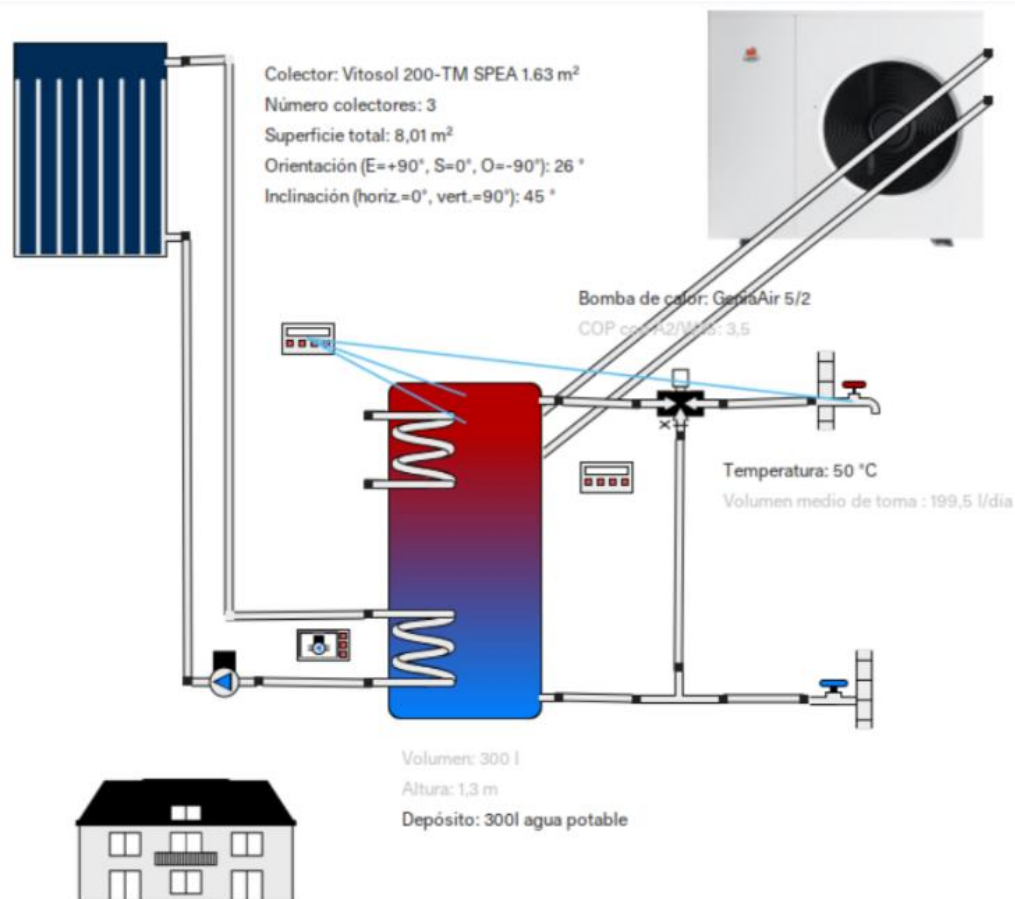 Colector: Vitosol 200-TM SPEA 1.63 m²
Número colectores: 3
Superficie total: 8,01 m²
Orientación (E=+90°, S=0°, O=-90°): 26 °
Inclinación (horiz.=0°, vert.=90°): 45 °
Bomba de calor: GeniaAir 5/2
COP con A2/W35: 3,5
Temperatura: 50 °C
Volumen medio de toma : 199,5 l/día
Volumen: 300 l
Altura: 1,3 m
Depósito: 300l agua potable